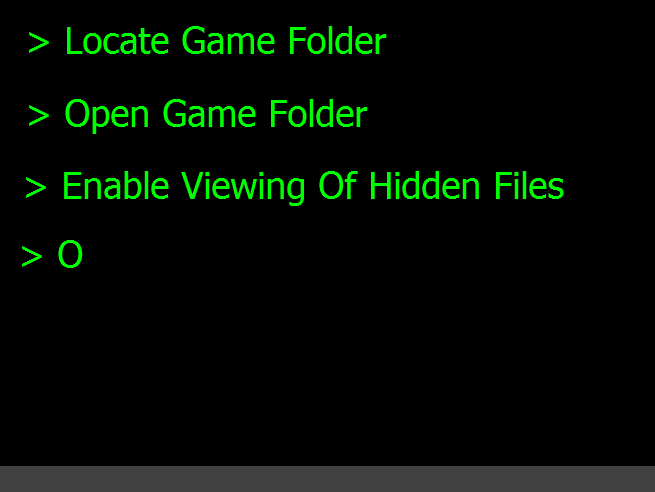 > Locate Game Folder
> Open Game Folder
> Enable Viewing Of Hidden Files
> O